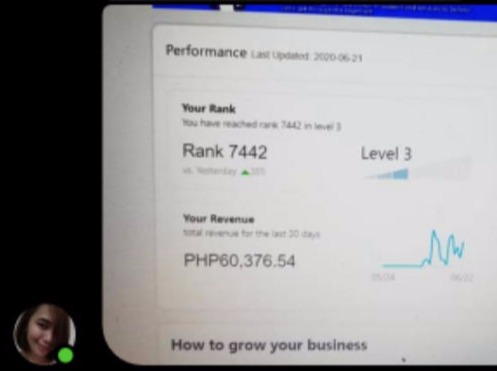 Performance Last Updated: 2020-06-21
Your Rank
You have reached rank 7442 in level 3
Rank 7442
Level 3
vs. Yesterday ▲
Your Revenue
total revenue for the last 30 days
PHP60,376.54
05/24
06/22
How to grow your business